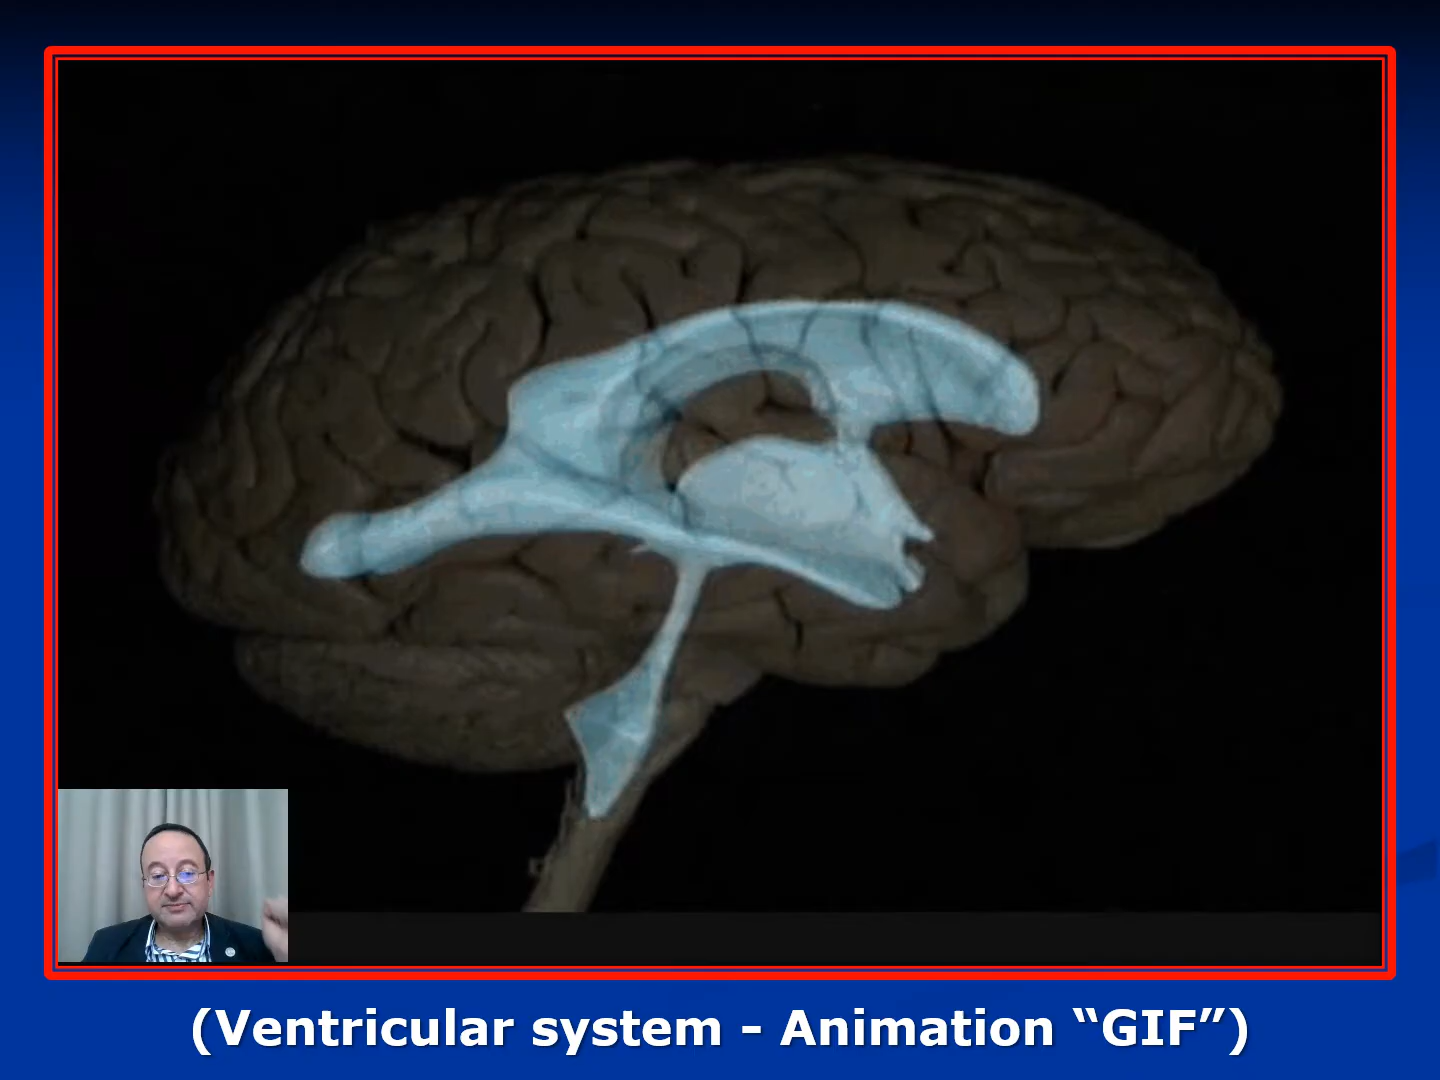 (Ventricular system - Animation “GIF”)